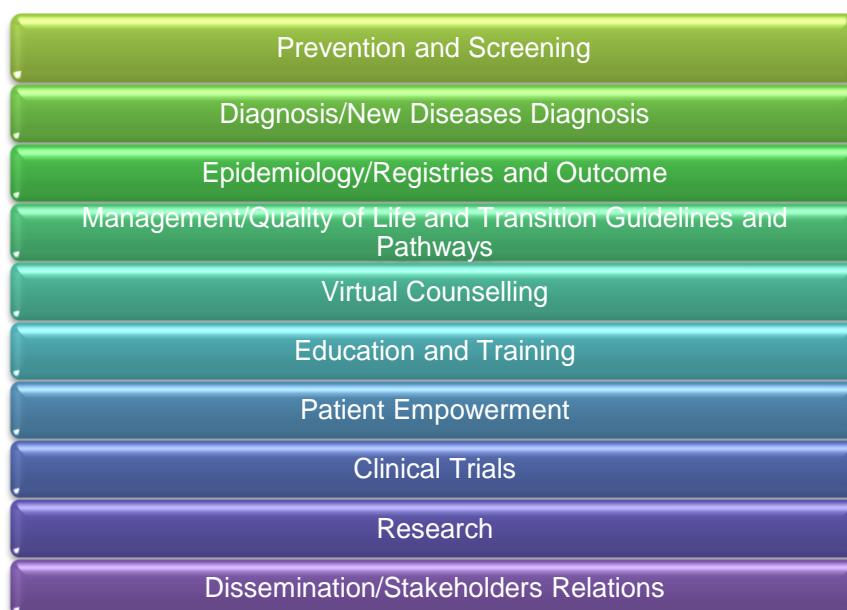 Prevention and Screening
Diagnosis/New Diseases Diagnosis
Epidemiology/Registries and Outcome
Management/Quality of Life and Transition Guidelines and
Pathways
Virtual Counselling
Education and Training
Patient Empowerment
Clinical Trials
Research
Dissemination/Stakeholders Relations